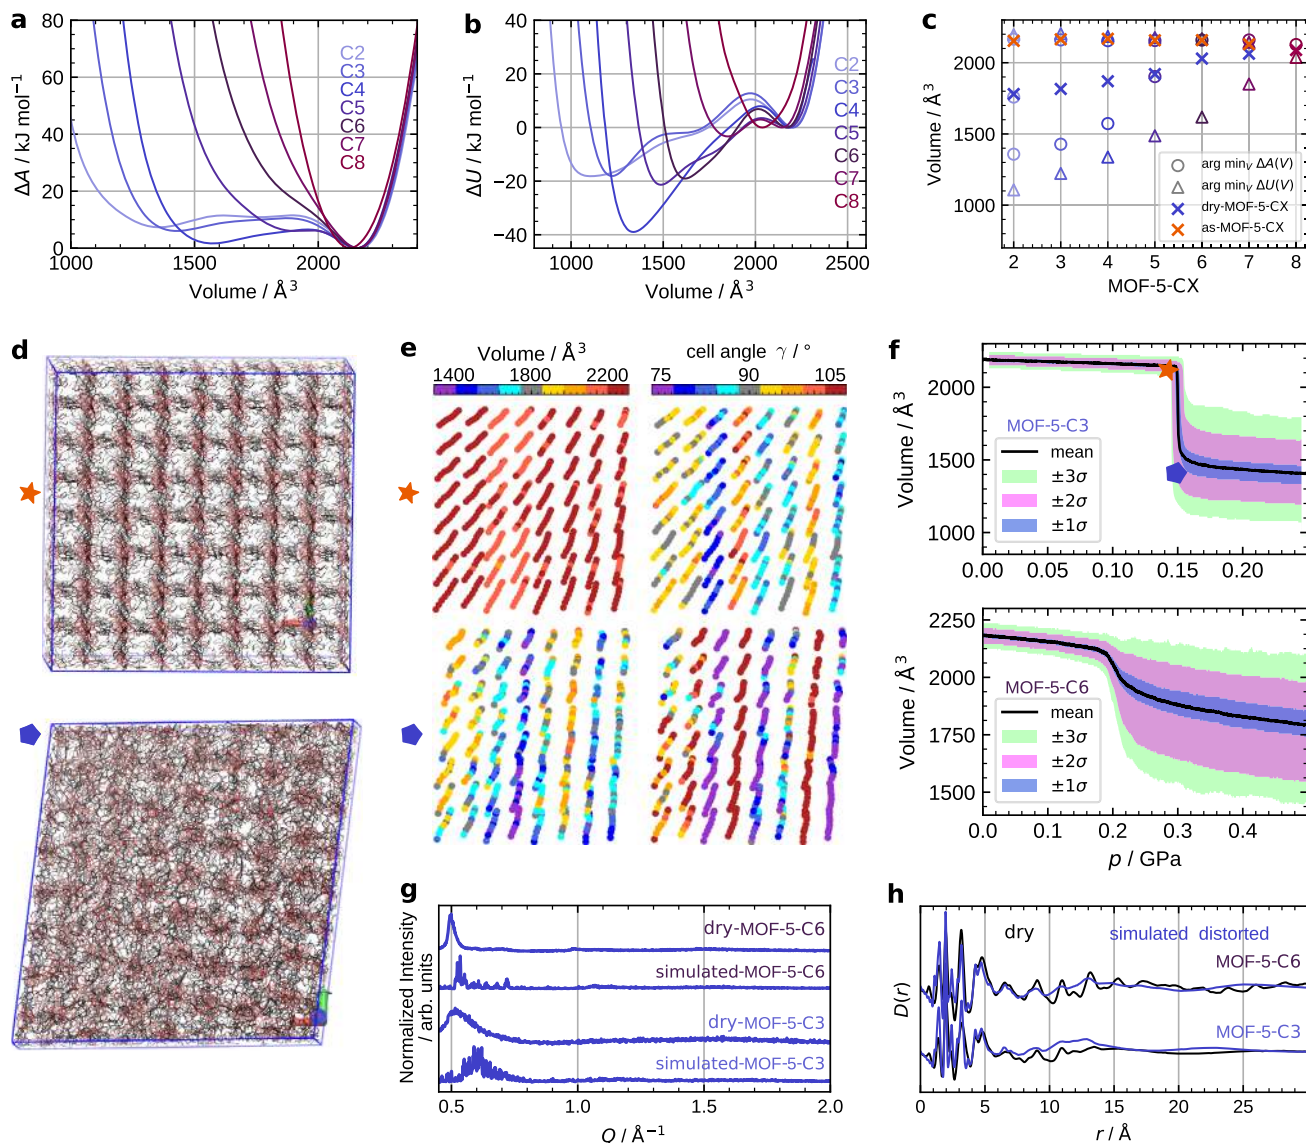 a
ΔA / kJ mol⁻¹
80
60
40
20
0
C2
C3
C4
C5
C6
C7
C8
1000 1500 2000
Volume / Å³
b
ΔU / kJ mol⁻¹
40
20
0
−20
−40
C2
C3
C4
C5
C6
C7
C8
1000 1500 2000 2500
Volume / Å³
c
Volume / Å³
2000
1500
1000
arg min_V ΔA(V)
arg min_V ΔU(V)
dry-MOF-5-CX
as-MOF-5-CX
2 3 4 5 6 7 8
MOF-5-CX
d
e
Volume / Å³
1400 1800 2200
cell angle γ / °
75 90 105
f
Volume / Å³
2000
1500
1000
MOF-5-C3
mean
±3σ
±2σ
±1σ
0.00 0.05 0.10 0.15 0.20
Volume / Å³
2250
2000
1750
1500
MOF-5-C6
mean
±3σ
±2σ
±1σ
0.0 0.1 0.2 0.3 0.4
p / GPa
g
Normalized Intensity
/ arb. units
dry-MOF-5-C6
simulated-MOF-5-C6
dry-MOF-5-C3
simulated-MOF-5-C3
0.5 1.0 1.5 2.0
Q / Å⁻¹
h
D(r)
dry simulated distorted
MOF-5-C6
MOF-5-C3
0 5 10 15 20 25
r / Å